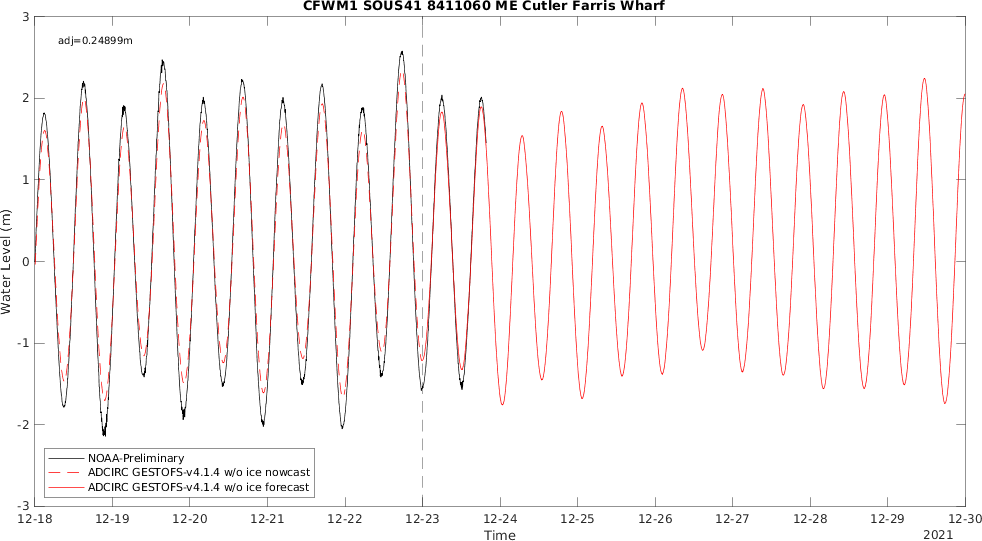 CFWM1 SOUS41 8411060 ME Cutler Farris Wharf
adj=0.24899m
3
2
1
0
-1
-2
-3
Water Level (m)
NOAA-Preliminary
ADCIRC GESTOFS-v4.1.4 w/o ice nowcast
ADCIRC GESTOFS-v4.1.4 w/o ice forecast
12-18 12-19 12-20 12-21 12-22 12-23 12-24 12-25 12-26 12-27 12-28 12-29 12-30
Time
2021